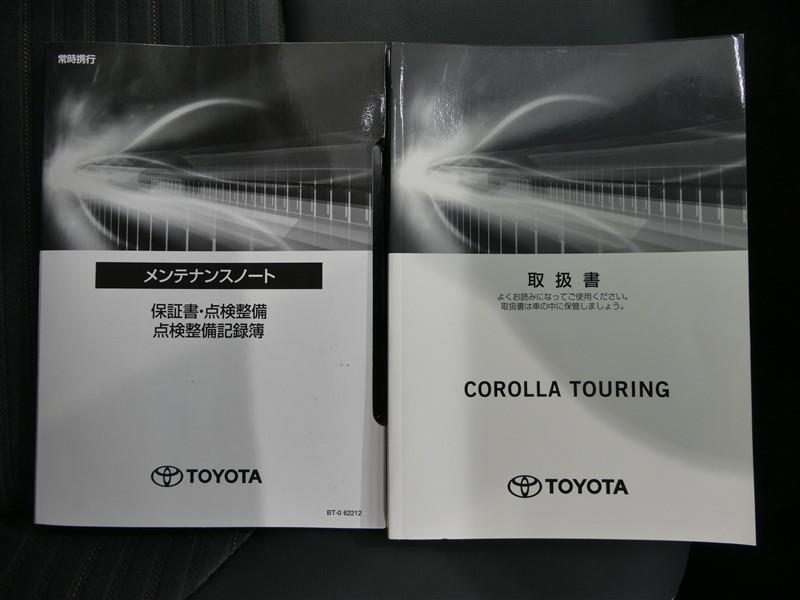 常時携行
メンテナンスノート
保証書・点検整備
点検整備記録簿
TOYOTA
BT-0 62212
取扱書
よくお読みになってご使用ください。
取扱書は車の中に保管しましょう。
COROLLA TOURING
TOYOTA